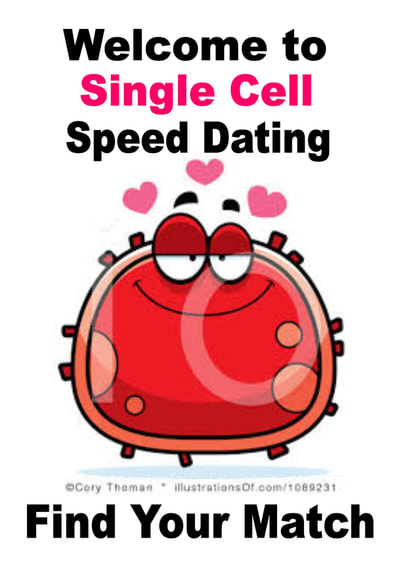 Welcome to
Single Cell
Speed Dating
©Cory Thoman * illustrationsOf.com/1089231
Find Your Match